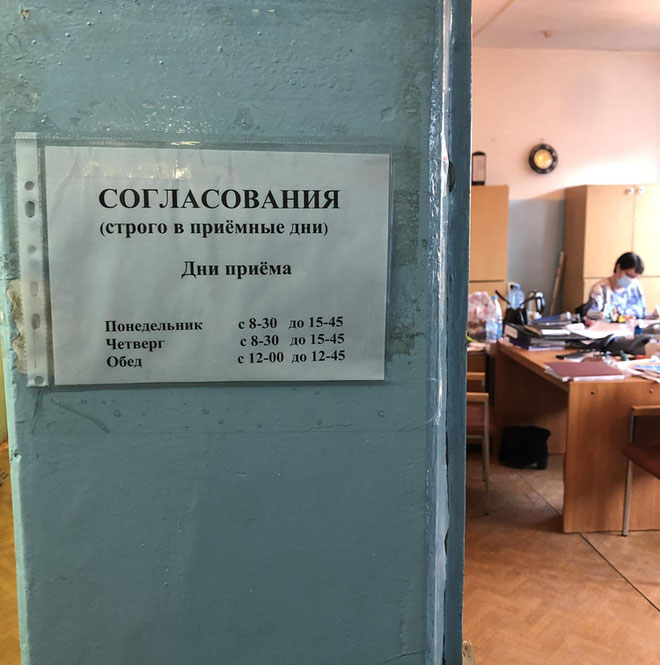 СОГЛАСОВАНИЯ
(строго в приёмные дни)
Дни приёма
Понедельник с 8-30 до 15-45
Четверг с 8-30 до 15-45
Обед с 12-00 до 12-45